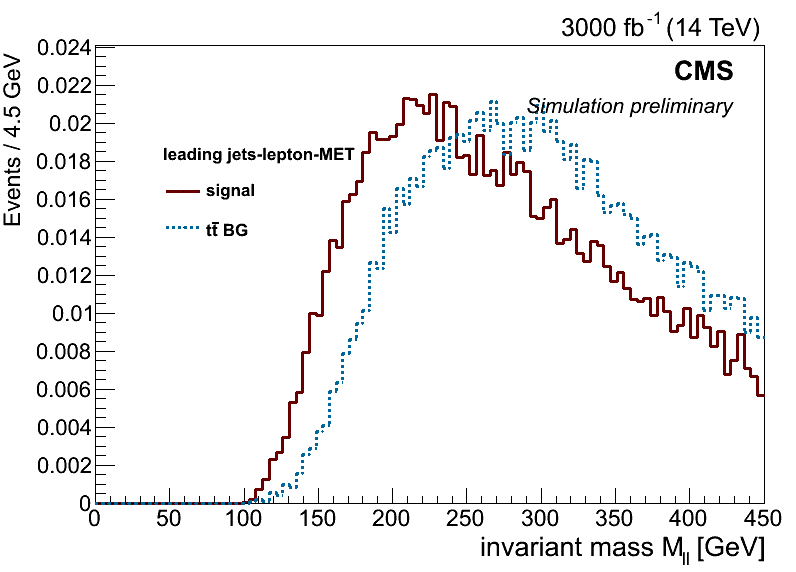 3000 fb-1 (14 TeV)
CMS
Simulation preliminary
Events / 4.5 GeV
0.024
0.022
0.02
0.018
0.016
0.014
0.012
0.01
0.008
0.006
0.004
0.002
0
leading jets-lepton-MET
signal
tt̄ BG
0 50 100 150 200 250 300 350 400 450
invariant mass Mll [GeV]